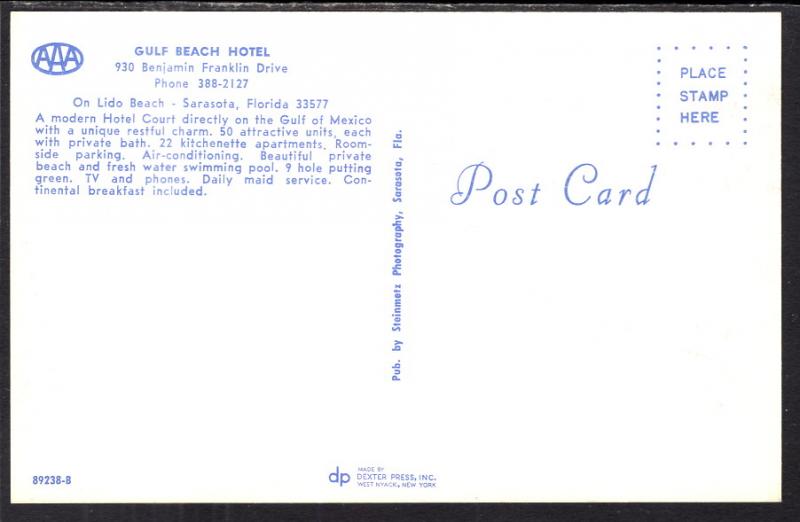 AAA
GULF BEACH HOTEL
930 Benjamin Franklin Drive
Phone 388-2127
On Lido Beach - Sarasota, Florida 33577
A modern Hotel Court directly on the Gulf of Mexico
with a unique restful charm. 50 attractive units, each
with private bath. 22 kitchenette apartments. Room-
side parking. Air-conditioning. Beautiful private
beach and fresh water swimming pool. 9 hole putting
green. TV and phones. Daily maid service. Con-
tinental breakfast included.
Pub. by Steinmetz Photography, Sarasota, Fla.
PLACE
STAMP
HERE
Post Card
89238-B
dp
MADE BY
DEXTER PRESS, INC.
WEST NYACK, NEW YORK